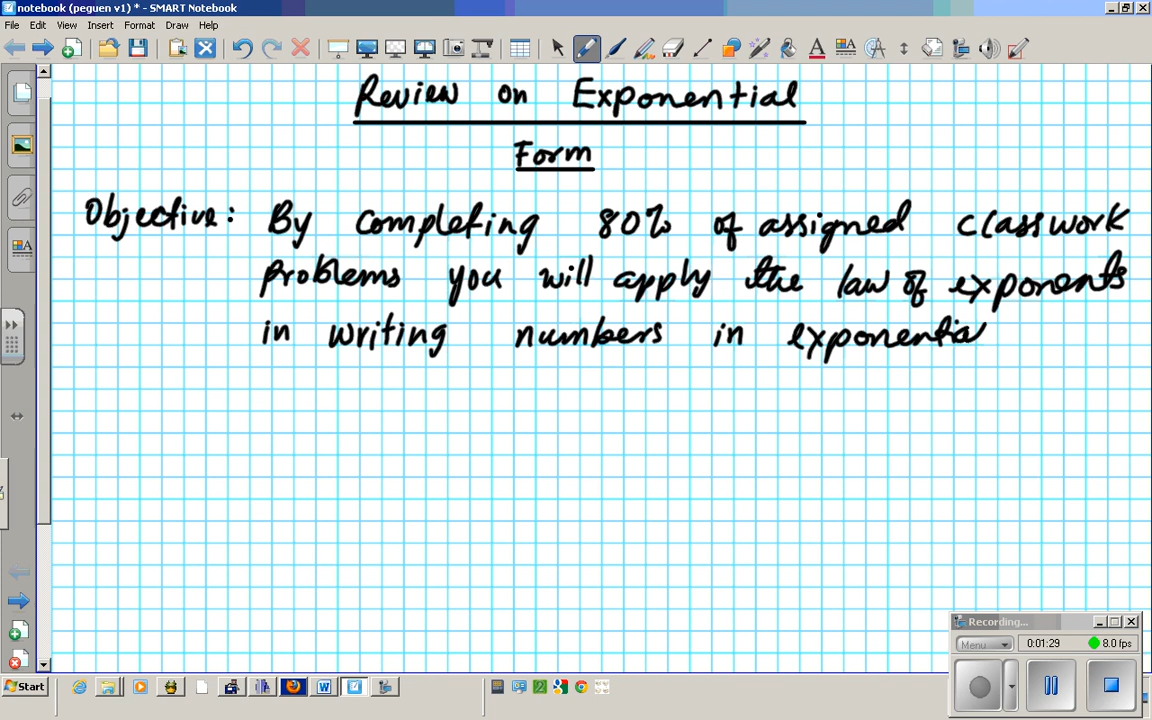 notebook (peguen v1) * - SMART Notebook
File Edit View Insert Format Draw Help
Review on Exponential
Form
Objective: By completing 80% of assigned classwork
problems you will apply the law of exponents
in writing numbers in exponential
Recording...
Menu 0:01:29 8.0 fps
Start